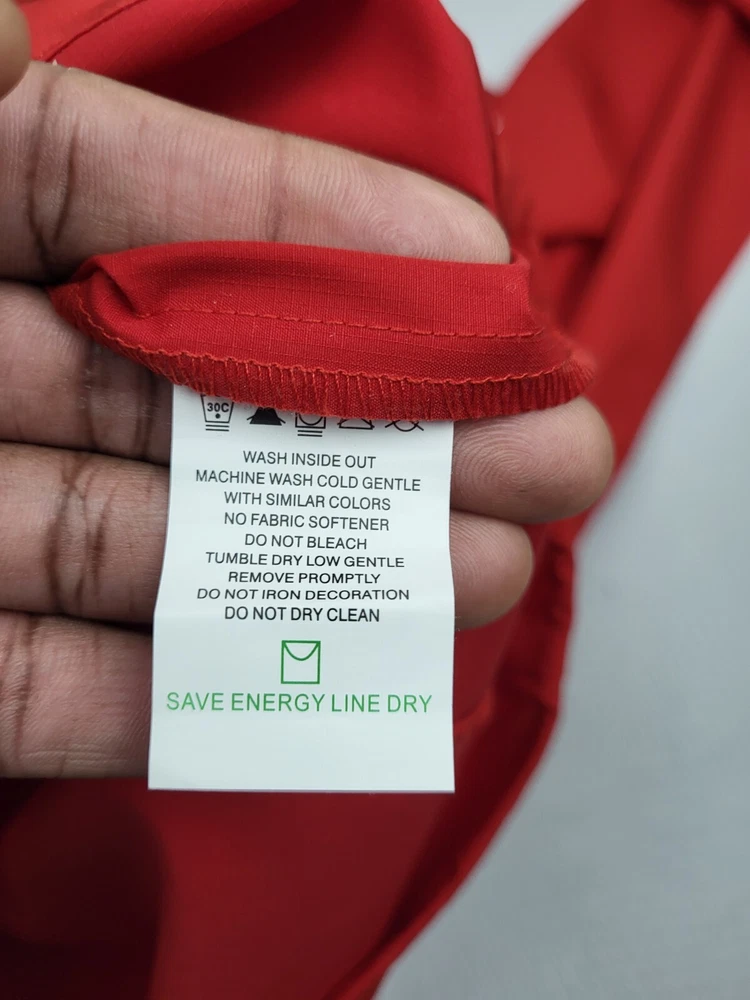 30C
WASH INSIDE OUT
MACHINE WASH COLD GENTLE
WITH SIMILAR COLORS
NO FABRIC SOFTENER
DO NOT BLEACH
TUMBLE DRY LOW GENTLE
REMOVE PROMPTLY
DO NOT IRON DECORATION
DO NOT DRY CLEAN
SAVE ENERGY LINE DRY